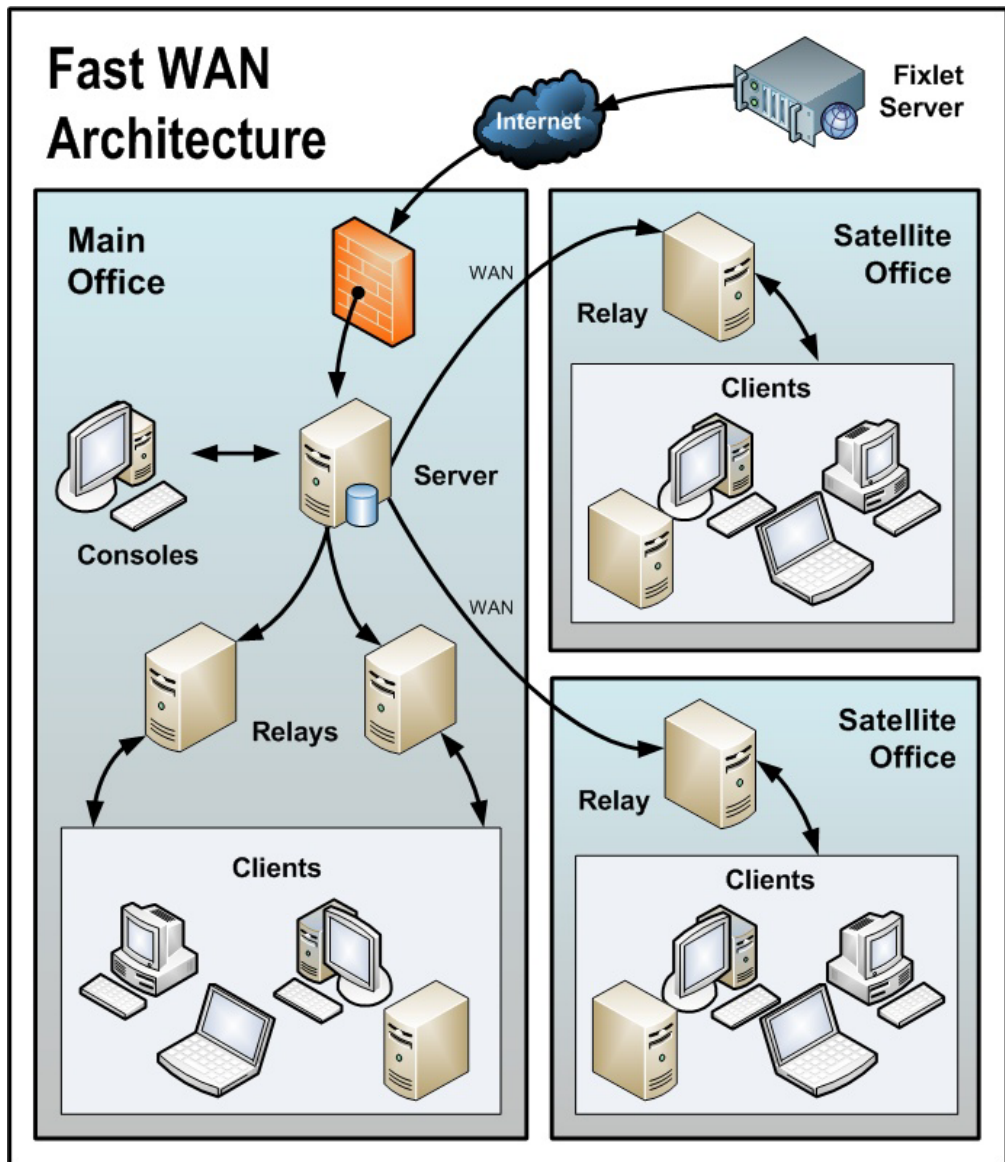 Fast WAN
Architecture
Internet
Fixlet
Server
Main
Office
WAN
Satellite
Office
Relay
Clients
Server
Consoles
WAN
Relays
Satellite
Office
Relay
Clients
Clients